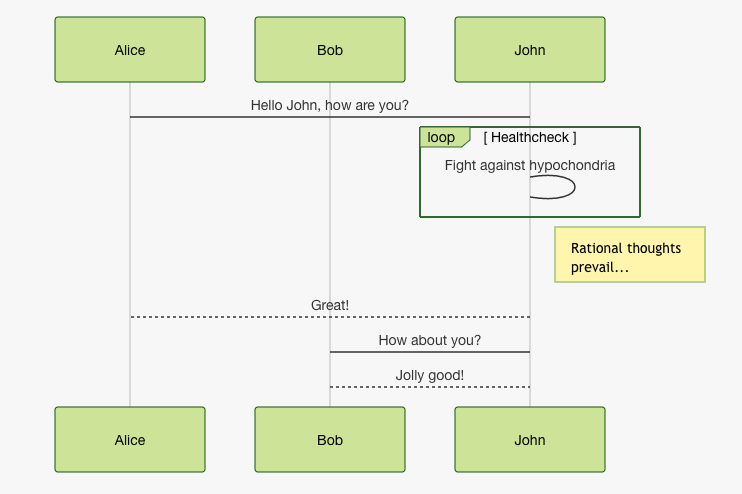 Alice
Bob
John
Hello John, how are you?
loop
[ Healthcheck ]
Fight against hypochondria
Rational thoughts
prevail...
Great!
How about you?
Jolly good!
Alice
Bob
John